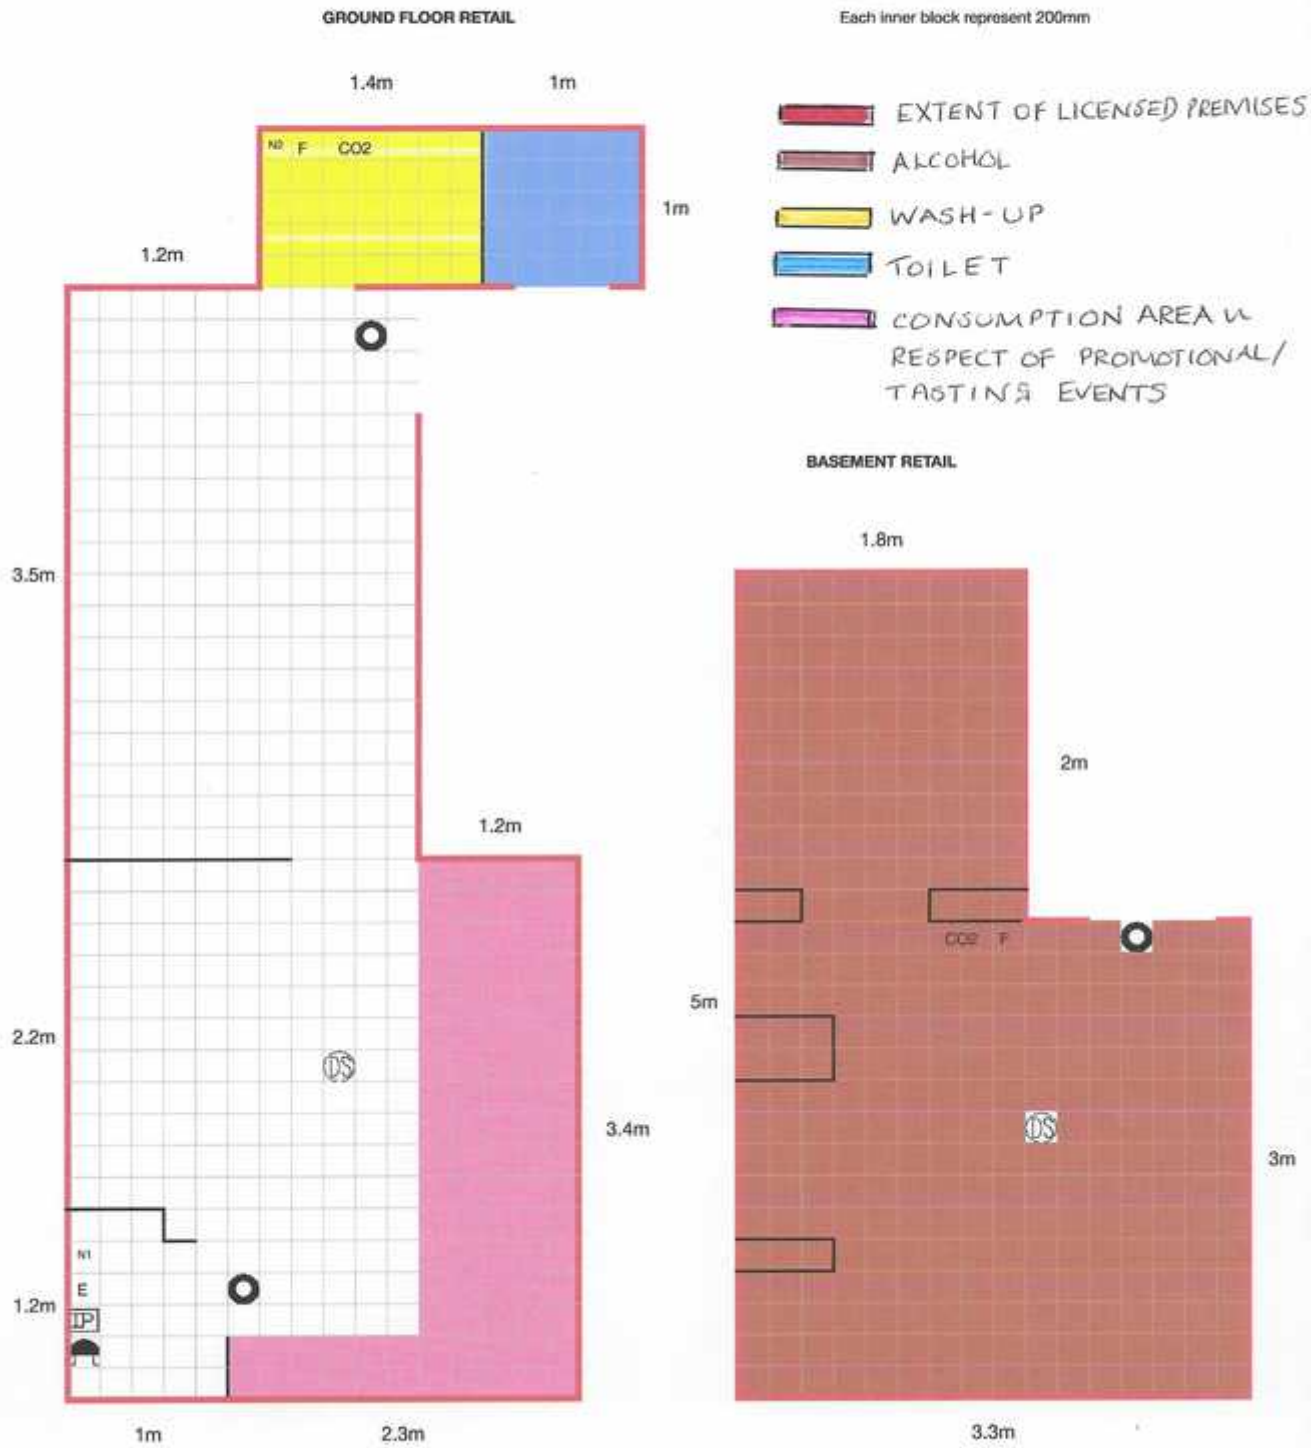 GROUND FLOOR RETAIL
Each inner block represent 200mm
1.4m
1m
EXTENT OF LICENSED PREMISES
ALCOHOL
WASH-UP
TOILET
CONSUMPTION AREA IN
RESPECT OF PROMOTIONAL/
TASTING EVENTS
N2 F CO2
1m
1.2m
3.5m
1.2m
2.2m
DS
3.4m
N1
E
1.2m
IP
1m
2.3m
BASEMENT RETAIL
1.8m
2m
CO2 F
5m
DS
3m
3.3m